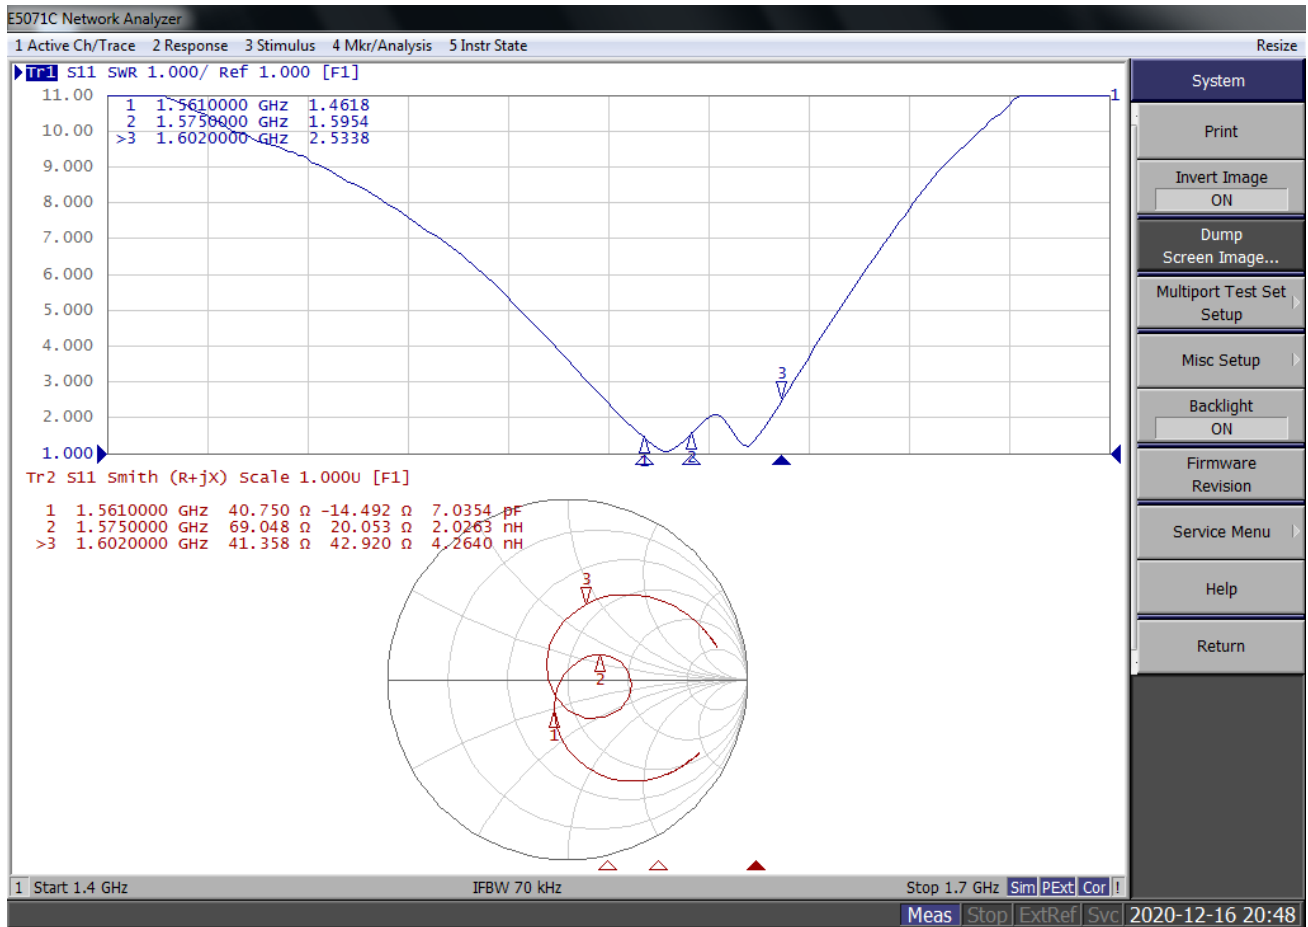 E5071C Network Analyzer
1 Active Ch/Trace 2 Response 3 Stimulus 4 Mkr/Analysis 5 Instr State Resize
Tr1 S11 SWR 1.000/ Ref 1.000 [F1]
11.00
10.00
9.000
8.000
7.000
6.000
5.000
4.000
3.000
2.000
1.000
1 1.5610000 GHz 1.4618
2 1.5750000 GHz 1.5954
>3 1.6020000 GHz 2.5338
1
3
1
2
Tr2 S11 Smith (R+jX) Scale 1.000U [F1]
1 1.5610000 GHz 40.750 Ω -14.492 Ω 7.0354 pF
2 1.5750000 GHz 69.048 Ω 20.053 Ω 2.0263 nH
>3 1.6020000 GHz 41.358 Ω 42.920 Ω 4.2640 nH
3
2
1
1 Start 1.4 GHz IFBW 70 kHz Stop 1.7 GHz Sim PExt Cor !
System
Print
Invert Image
ON
Dump
Screen Image...
Multiport Test Set
Setup
Misc Setup
Backlight
ON
Firmware
Revision
Service Menu
Help
Return
Meas Stop ExtRef Svc 2020-12-16 20:48